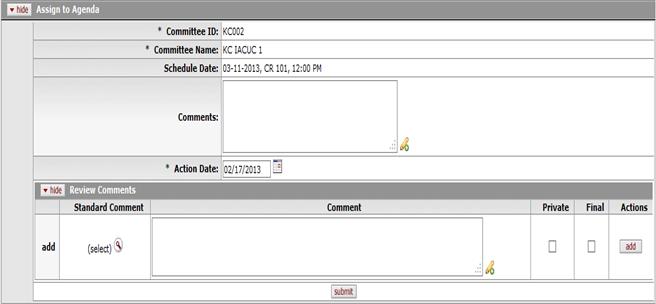 hide Assign to Agenda
* Committee ID: KC002
* Committee Name: KC IACUC 1
Schedule Date: 03-11-2013, CR 101, 12:00 PM
Comments:
* Action Date: 02/17/2013
hide Review Comments
Standard Comment Comment Private Final Actions
add (select) add
submit